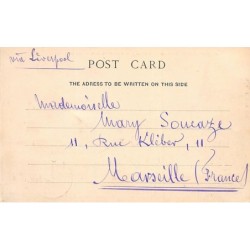 via Liverpool
POST CARD
THE ADRESS TO BE WRITTEN ON THIS SIDE
Mademoiselle
Mary Soucaze
11, Rue Kléber, 11
Marseille (France)